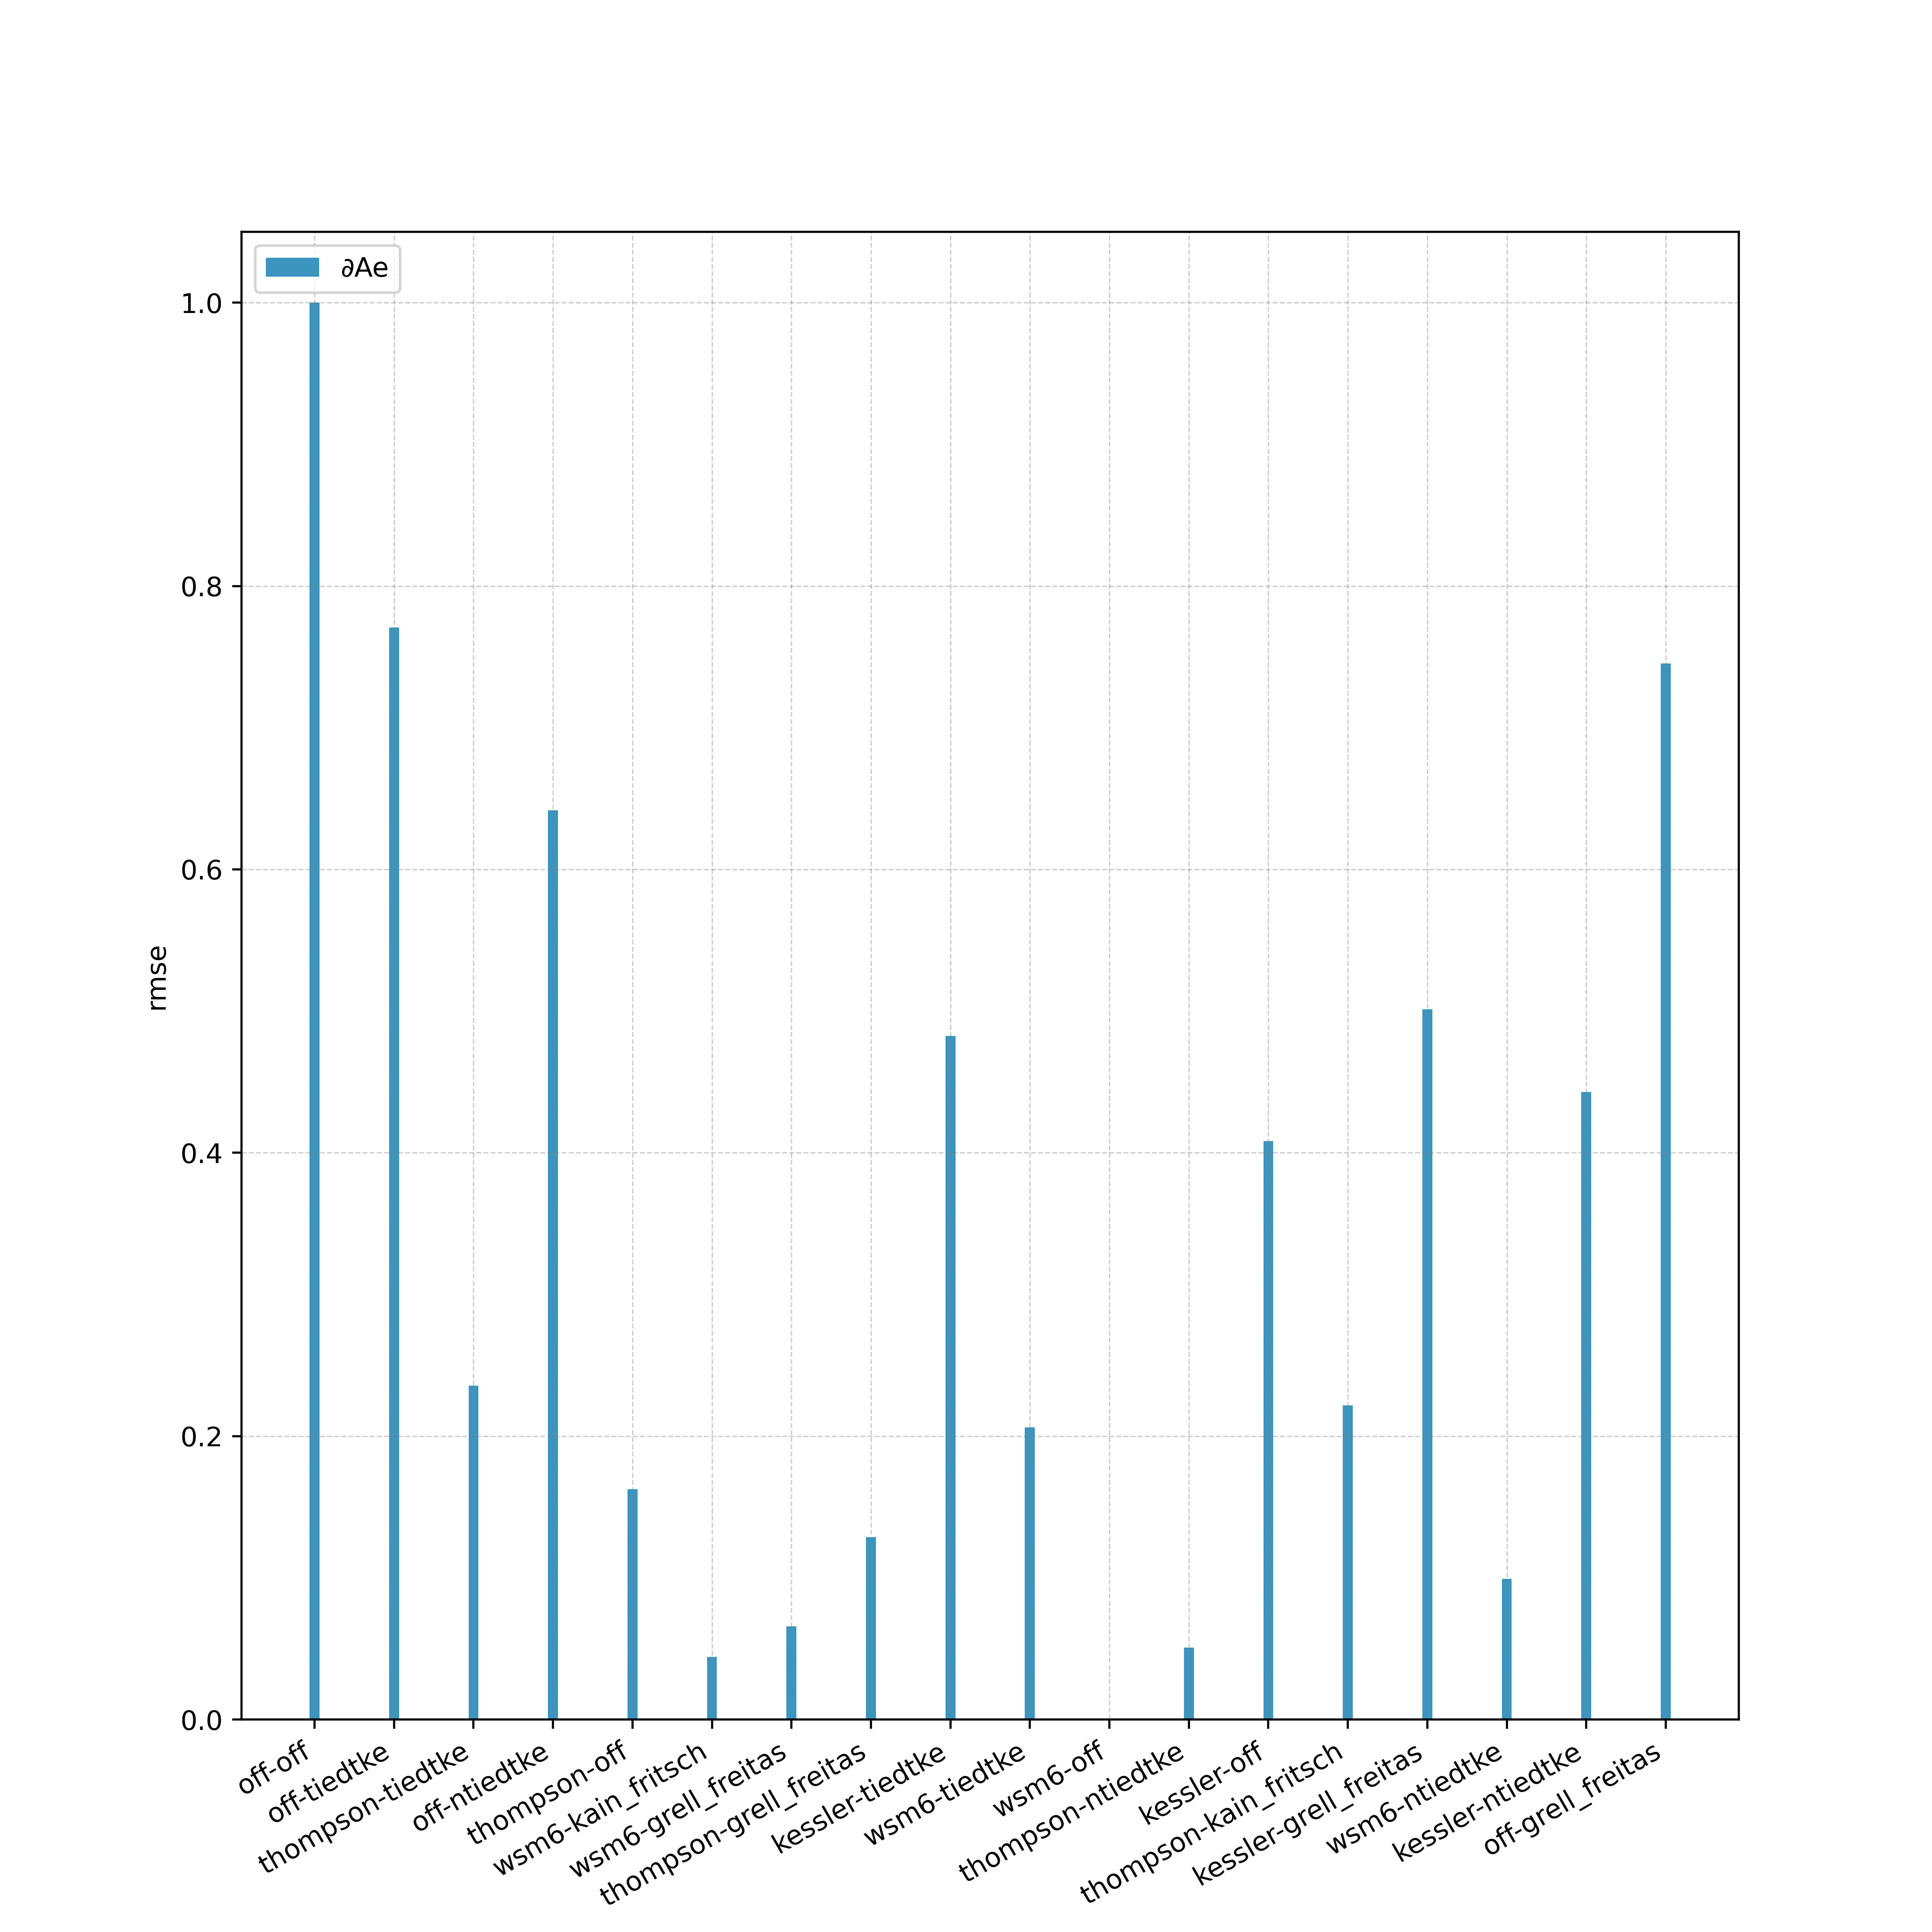 ∂Ae
1.0
0.8
0.6
0.4
0.2
0.0
rmse
off-off
off-tiedtke
thompson-tiedtke
off-ntiedtke
thompson-off
wsm6-kain_fritsch
wsm6-grell_freitas
thompson-grell_freitas
kessler-tiedtke
wsm6-tiedtke
wsm6-off
thompson-ntiedtke
kessler-off
thompson-kain_fritsch
kessler-grell_freitas
wsm6-ntiedtke
kessler-ntiedtke
off-grell_freitas